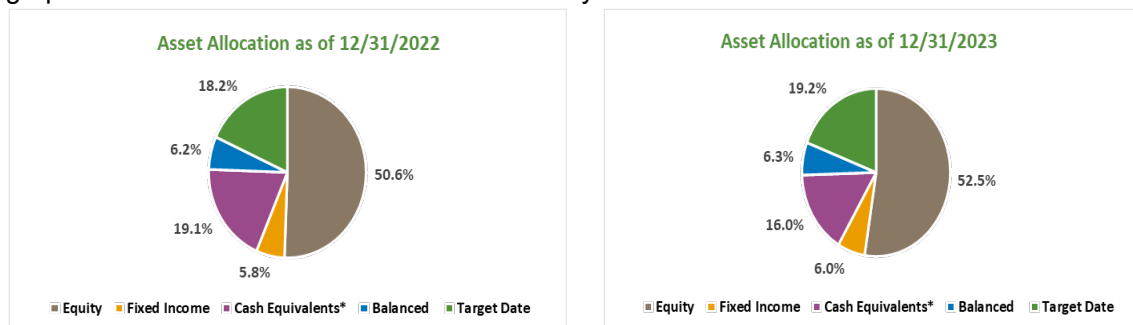 Asset Allocation as of 12/31/2022
18.2%
6.2%
50.6%
19.1%
5.8%
Equity Fixed Income Cash Equivalents* Balanced Target Date
Asset Allocation as of 12/31/2023
19.2%
6.3%
52.5%
16.0%
6.0%
Equity Fixed Income Cash Equivalents* Balanced Target Date